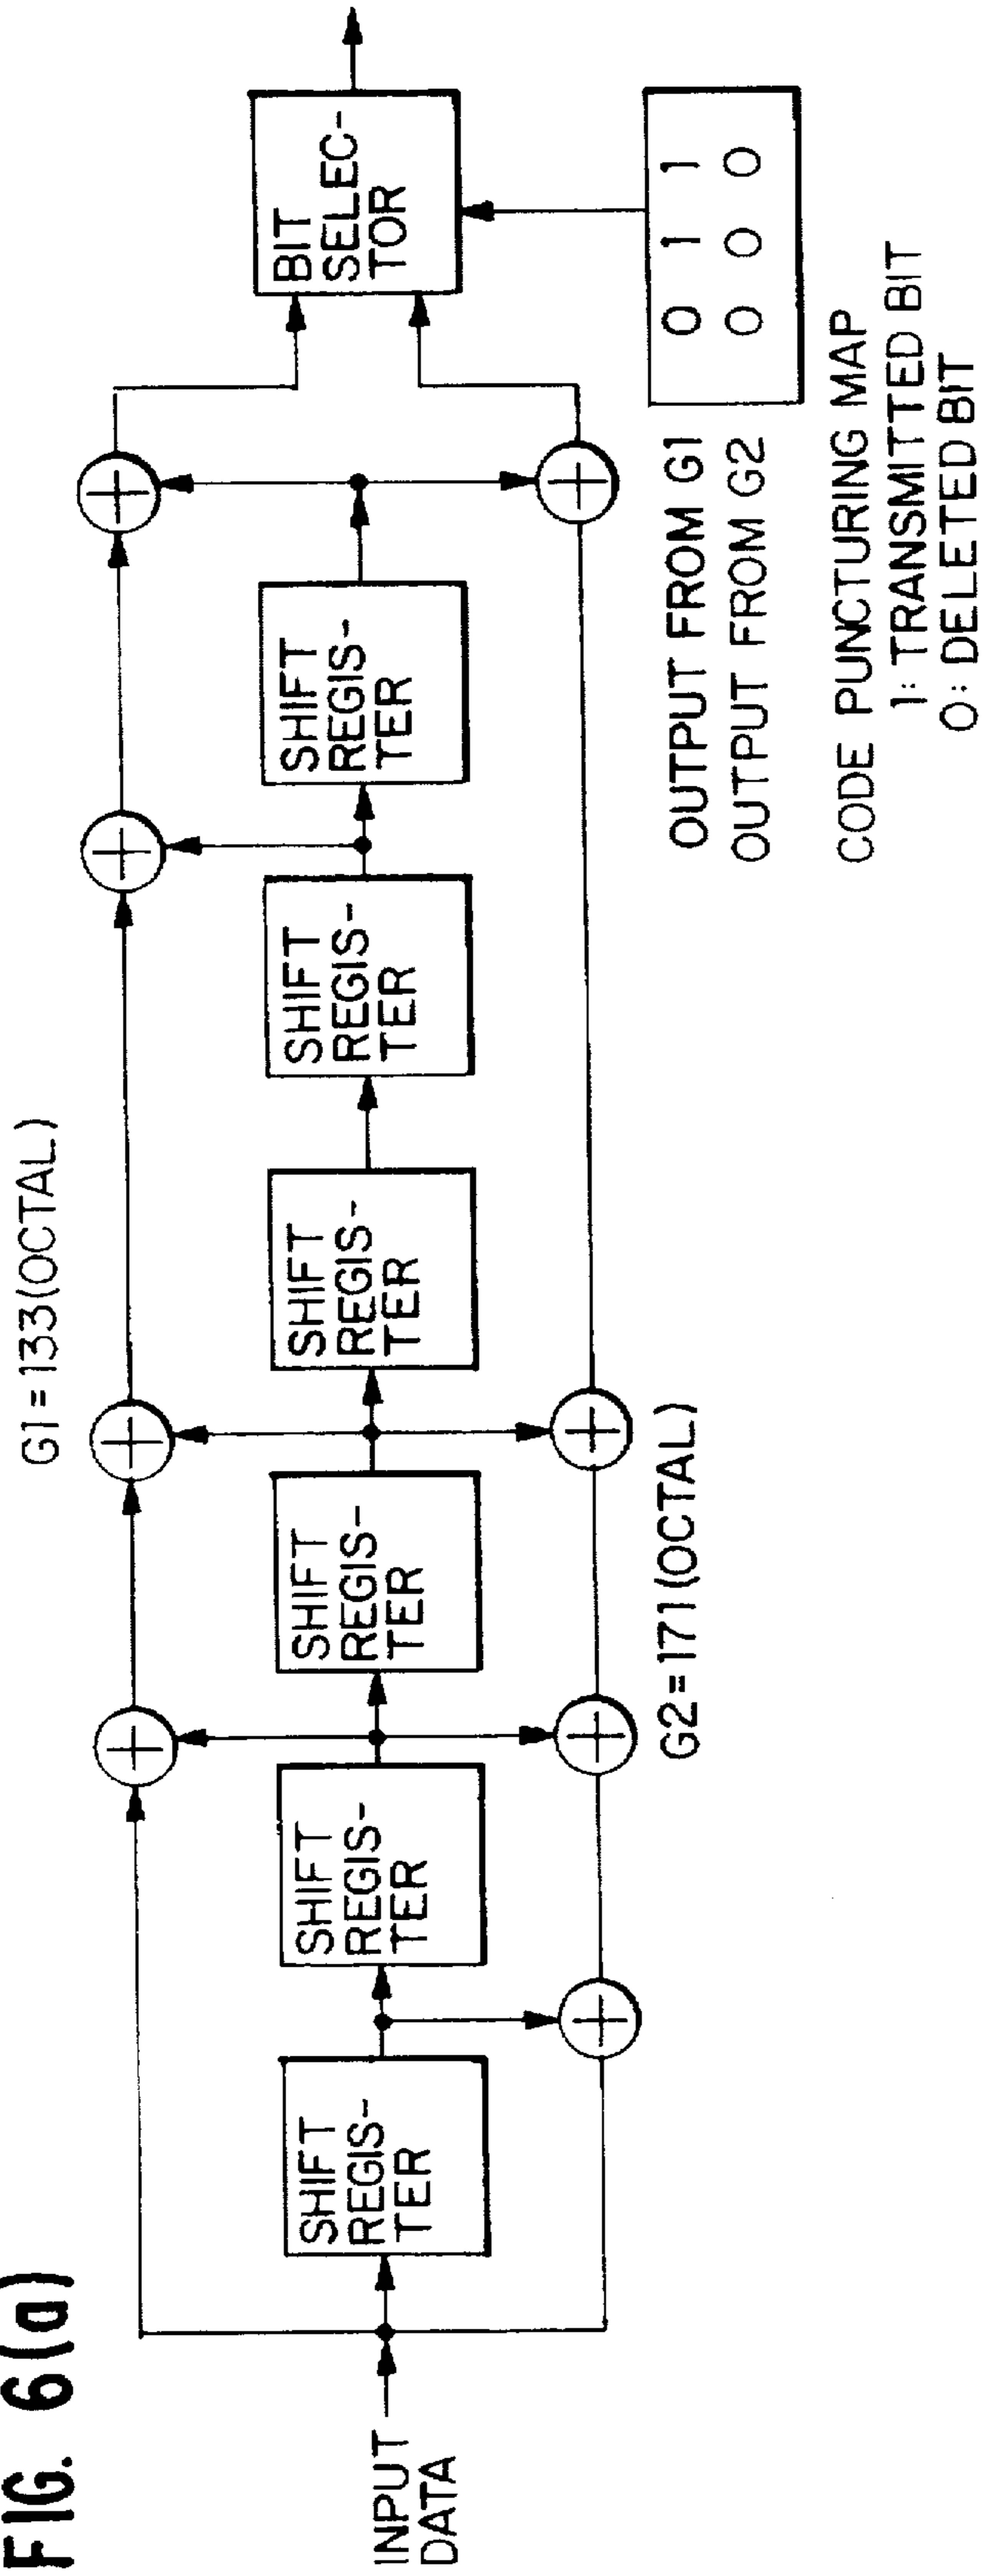 FIG. 6(a)
G1=133(OCTAL)
INPUT
DATA
SHIFT
REGIS-
TER
SHIFT
REGIS-
TER
SHIFT
REGIS-
TER
SHIFT
REGIS-
TER
SHIFT
REGIS-
TER
SHIFT
REGIS-
TER
BIT
SELEC-
TOR
G2=171(OCTAL)
OUTPUT FROM G1 0 1 1
OUTPUT FROM G2 0 0 0
CODE PUNCTURING MAP
1: TRANSMITTED BIT
0: DELETED BIT